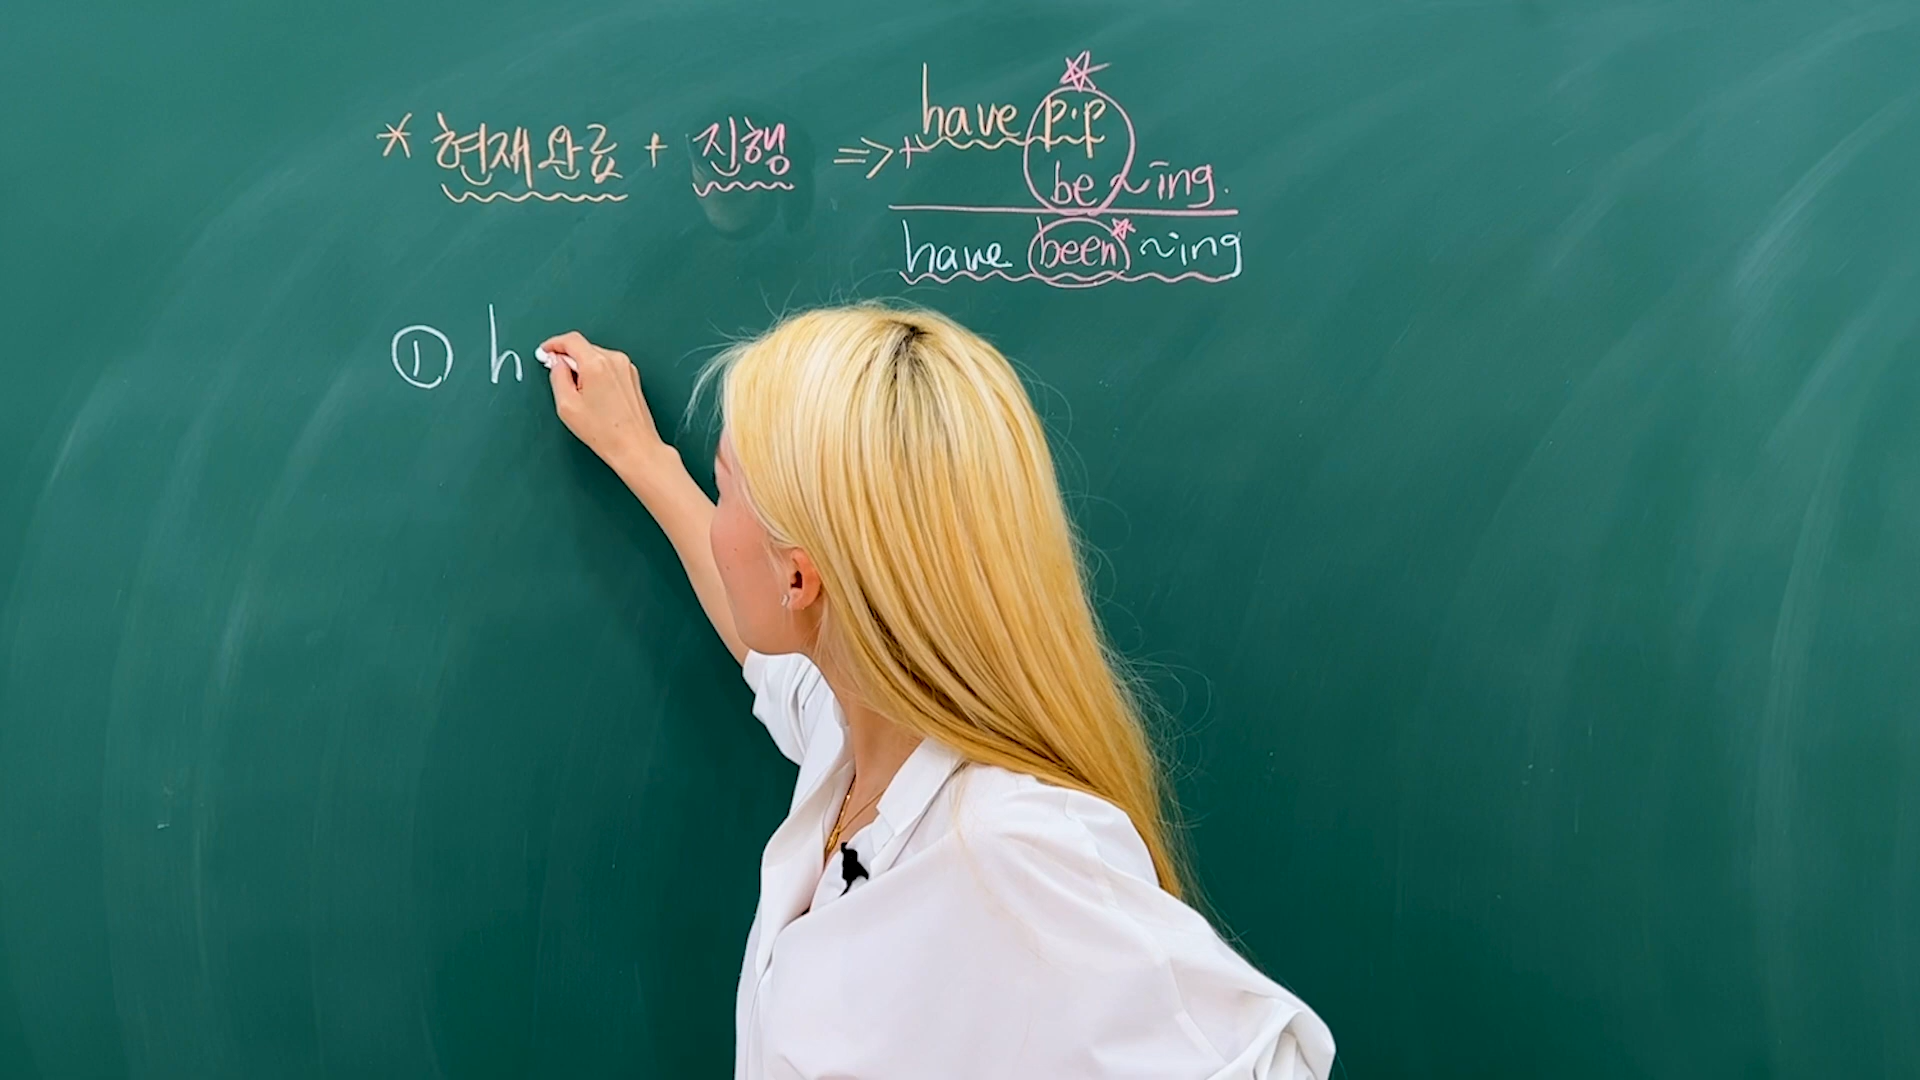 * 현재완료 + 진행 => have p.p
+ be ~ing.
have been ~ing
① h